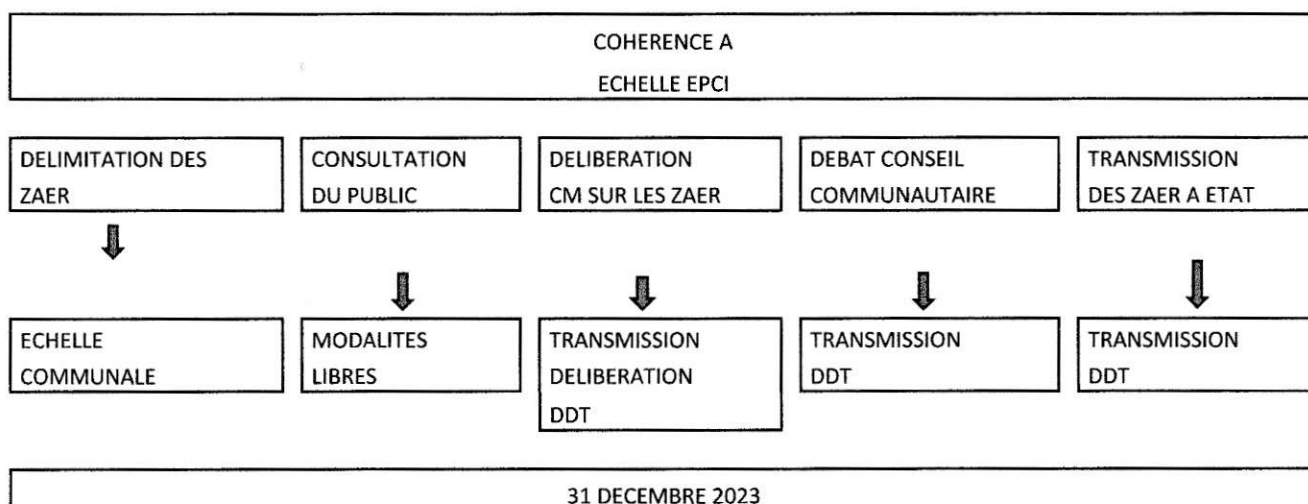 COHERENCE A
ECHELLE EPCI
DELIMITATION DES
ZAER
CONSULTATION
DU PUBLIC
DELIBERATION
CM SUR LES ZAER
DEBAT CONSEIL
COMMUNAUTAIRE
TRANSMISSION
DES ZAER A ETAT
ECHELLE
COMMUNALE
MODALITES
LIBRES
TRANSMISSION
DELIBERATION
DDT
TRANSMISSION
DDT
TRANSMISSION
DDT
31 DECEMBRE 2023